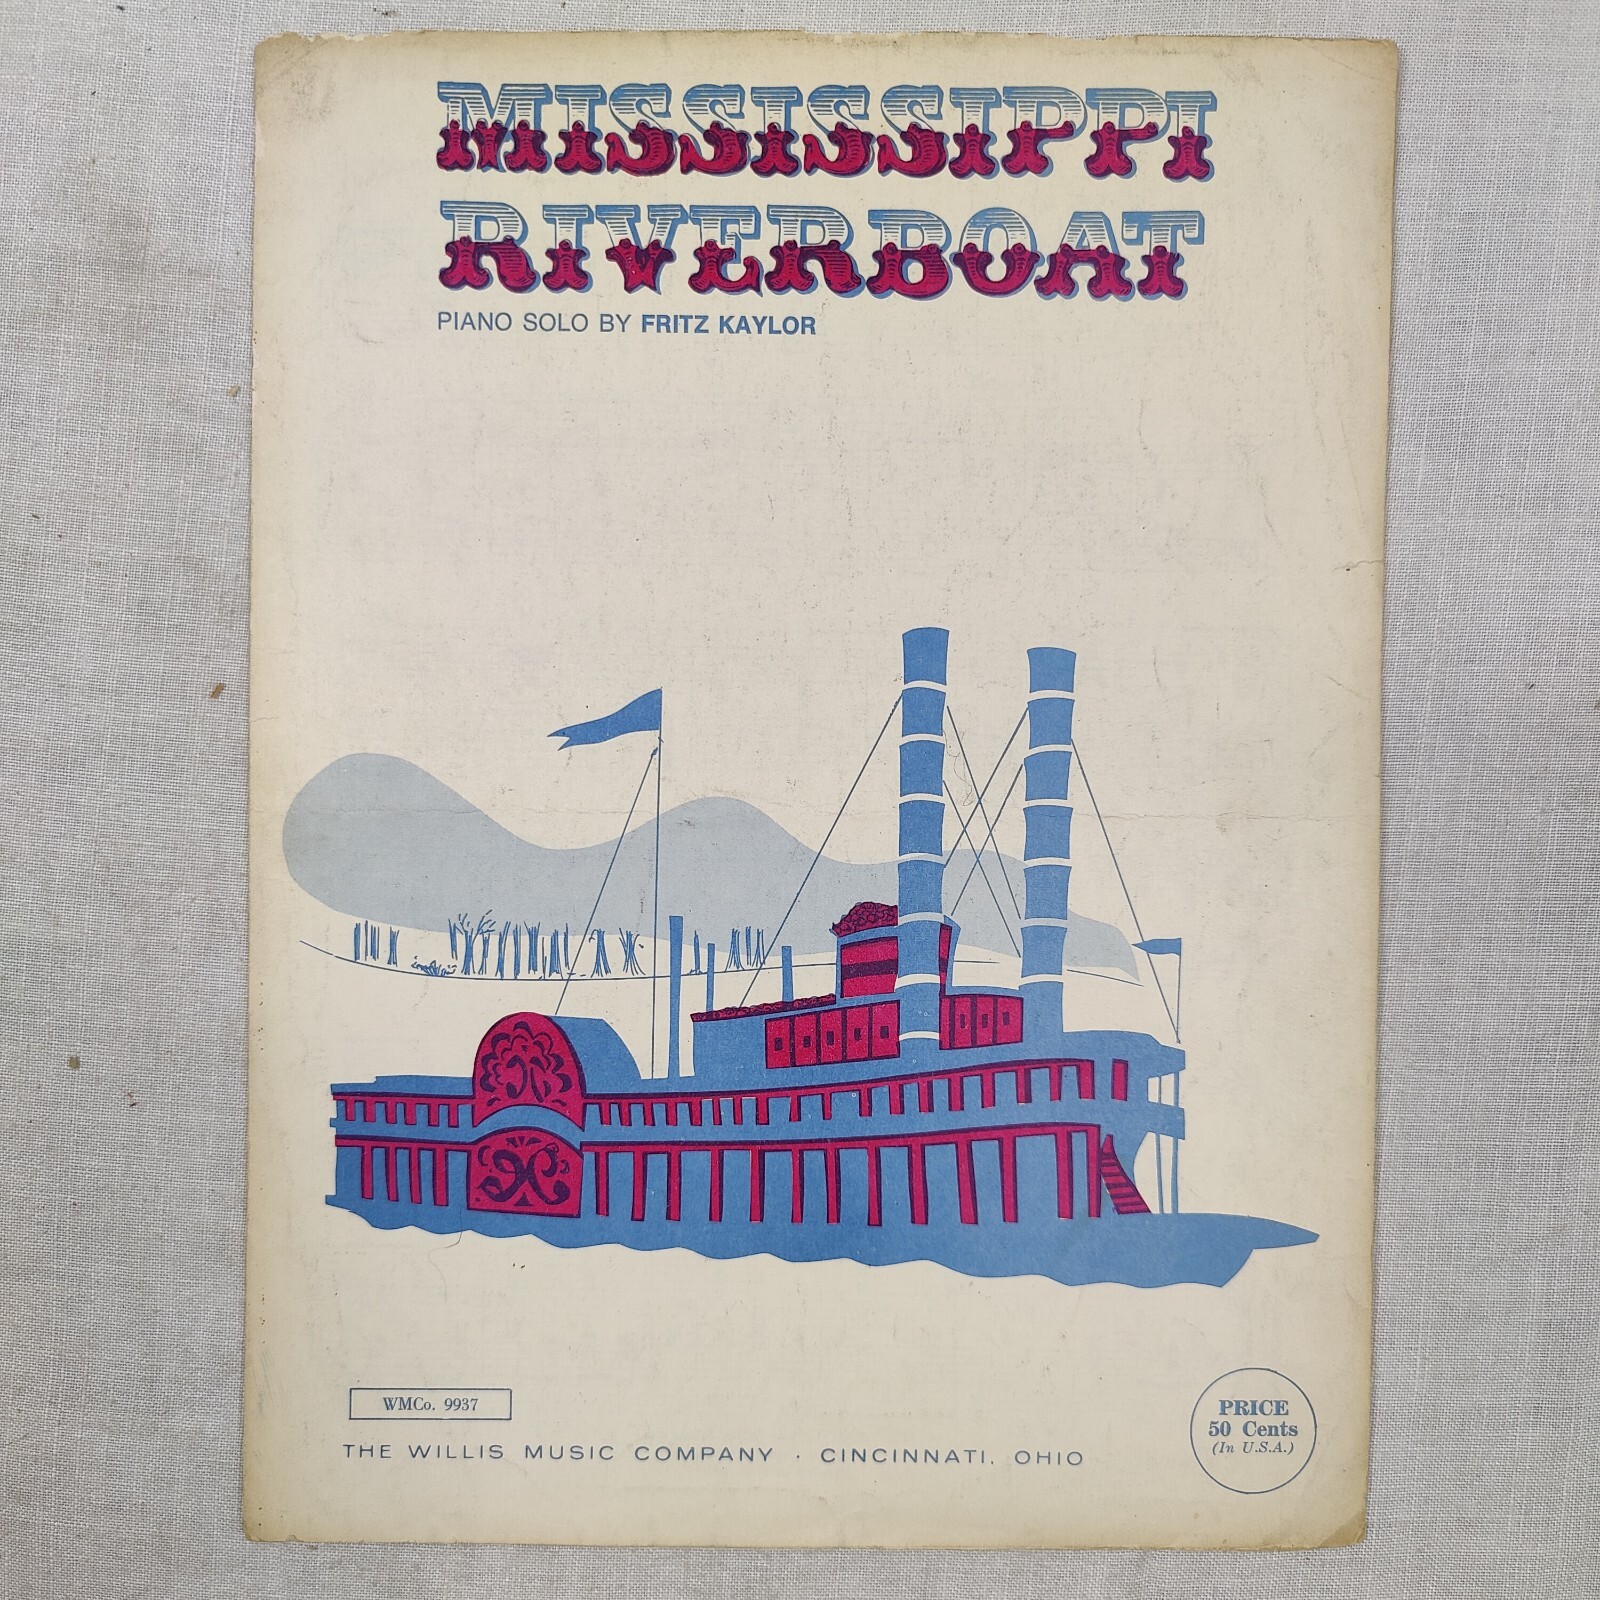 MISSISSIPPI
RIVERBOAT
PIANO SOLO BY FRITZ KAYLOR
WMCo. 9937
THE WILLIS MUSIC COMPANY · CINCINNATI, OHIO
PRICE
50 Cents
(In U.S.A.)